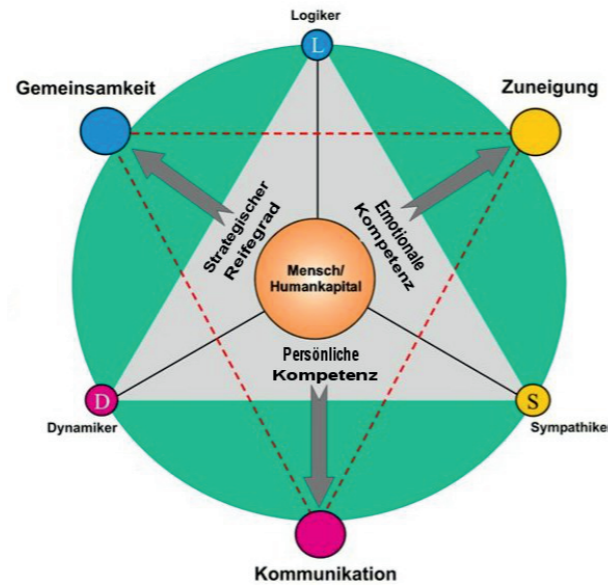 Logiker
L
Gemeinsamkeit
Zuneigung
Strategischer
Reifegrad
Emotionale
Kompetenz
Mensch/
Humankapital
Persönliche
Kompetenz
D
S
Dynamiker
Sympathiker
Kommunikation